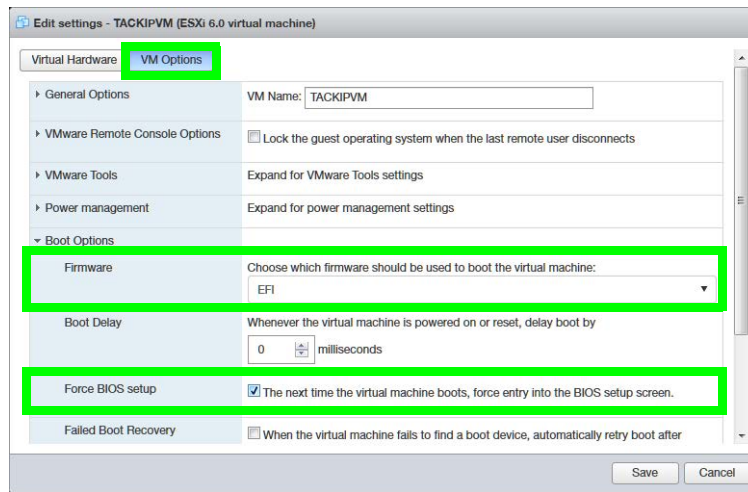 Edit settings - TACKIPVM (ESXi 6.0 virtual machine)
Virtual Hardware VM Options
General Options VM Name: TACKIPVM
VMware Remote Console Options Lock the guest operating system when the last remote user disconnects
VMware Tools Expand for VMware Tools settings
Power management Expand for power management settings
Boot Options
Firmware Choose which firmware should be used to boot the virtual machine:
EFI
Boot Delay Whenever the virtual machine is powered on or reset, delay boot by
0 milliseconds
Force BIOS setup The next time the virtual machine boots, force entry into the BIOS setup screen.
Failed Boot Recovery When the virtual machine fails to find a boot device, automatically retry boot after
Save Cancel